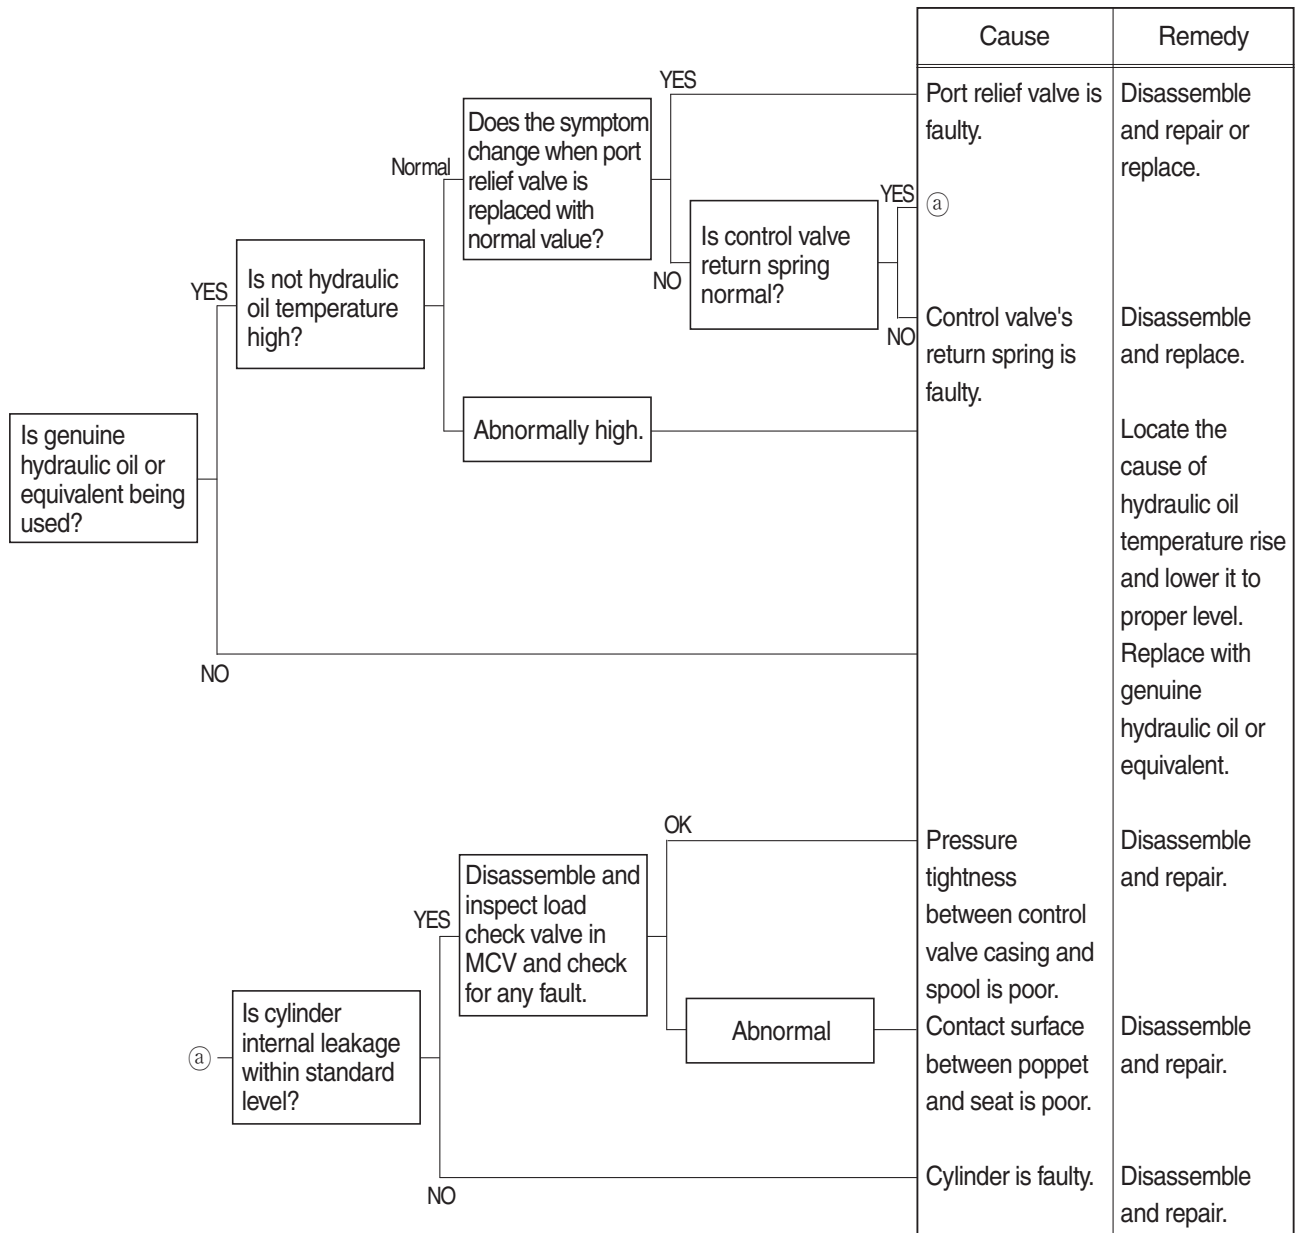 Cause
Remedy
YES
Port relief valve is
faulty.
Disassemble
and repair or
replace.
Does the symptom
change when port
relief valve is
replaced with
normal value?
Normal
YES
ⓐ
Is control valve
return spring
normal?
NO
Is not hydraulic
oil temperature
high?
YES
NO
Control valve's
return spring is
faulty.
Disassemble
and replace.
Abnormally high.
Locate the
cause of
hydraulic oil
temperature rise
and lower it to
proper level.
Is genuine
hydraulic oil or
equivalent being
used?
NO
Replace with
genuine
hydraulic oil or
equivalent.
OK
Pressure
tightness
between control
valve casing and
spool is poor.
Disassemble
and repair.
Disassemble and
inspect load
check valve in
MCV and check
for any fault.
YES
Abnormal
Contact surface
between poppet
and seat is poor.
Disassemble
and repair.
ⓐ
Is cylinder
internal leakage
within standard
level?
NO
Cylinder is faulty.
Disassemble
and repair.